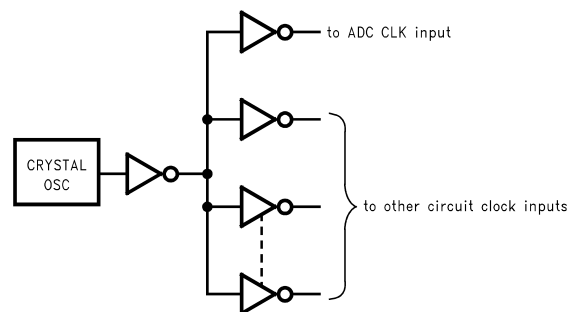 to ADC CLK input
CRYSTAL
OSC
to other circuit clock inputs